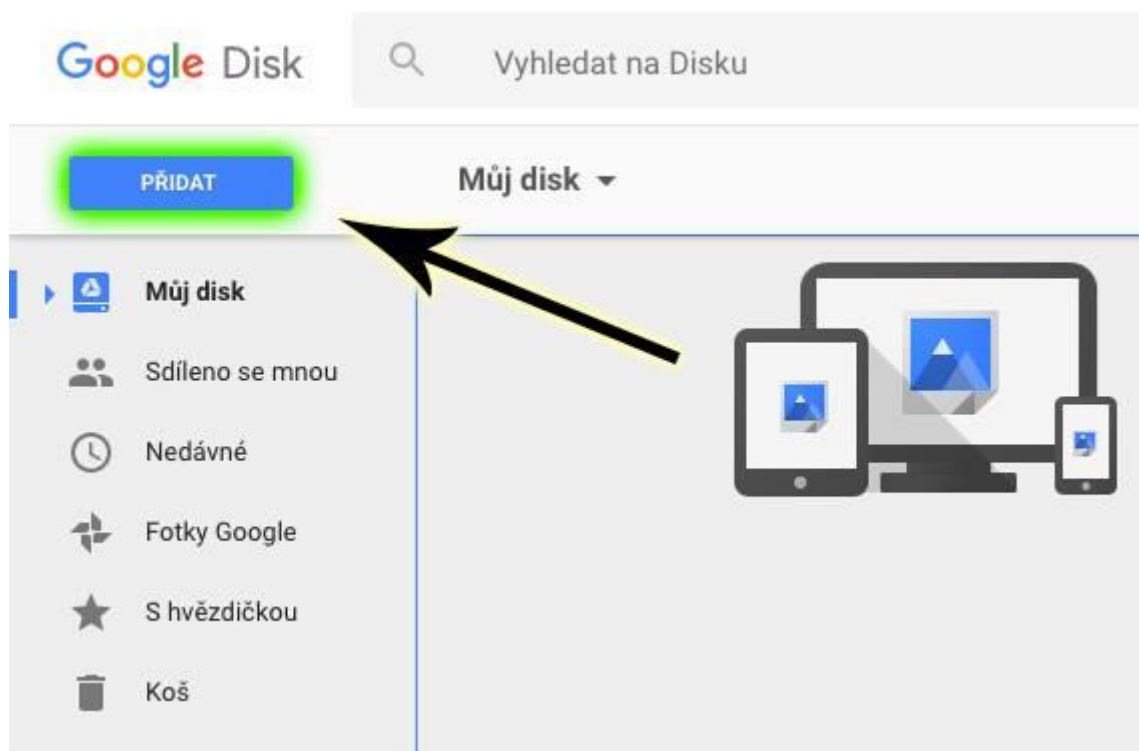 Google Disk
Vyhledat na Disku
PŘIDAT
Můj disk
Můj disk
Sdíleno se mnou
Nedávné
Fotky Google
S hvězdičkou
Koš